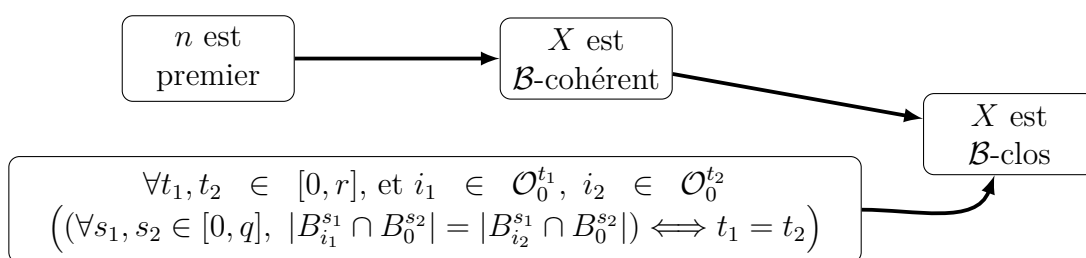 n est
premier
X est
𝓑-cohérent
X est
𝓑-clos
∀t₁, t₂ ∈ [0, r], et i₁ ∈ 𝒪₀^{t₁}, i₂ ∈ 𝒪₀^{t₂}
((∀s₁, s₂ ∈ [0, q], |B_{i₁}^{s₁} ∩ B₀^{s₂}| = |B_{i₂}^{s₁} ∩ B₀^{s₂}|) ⟺ t₁ = t₂)